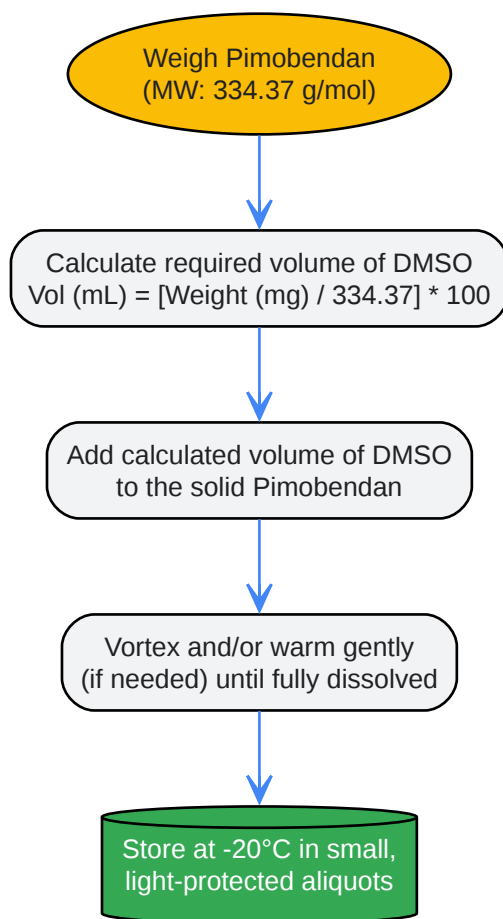 Weigh Pimobendan
(MW: 334.37 g/mol)
Calculate required volume of DMSO
Vol (mL) = [Weight (mg) / 334.37] * 100
Add calculated volume of DMSO
to the solid Pimobendan
Vortex and/or warm gently
(if needed) until fully dissolved
Store at -20°C in small,
light-protected aliquots